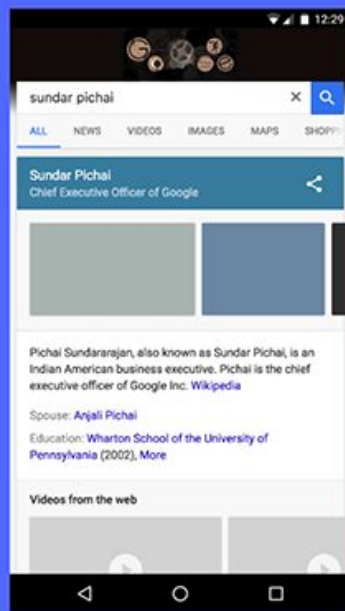 12:29
sundar pichai
ALL NEWS VIDEOS IMAGES MAPS
Sundar Pichai
Chief Executive Officer of Google
Pichai Sundararajan, also known as Sundar Pichai, is an
Indian American business executive. Pichai is the chief
executive officer of Google Inc. Wikipedia
Spouse: Anjali Pichai
Education: Wharton School of the University of
Pennsylvania (2002), More
Videos from the web